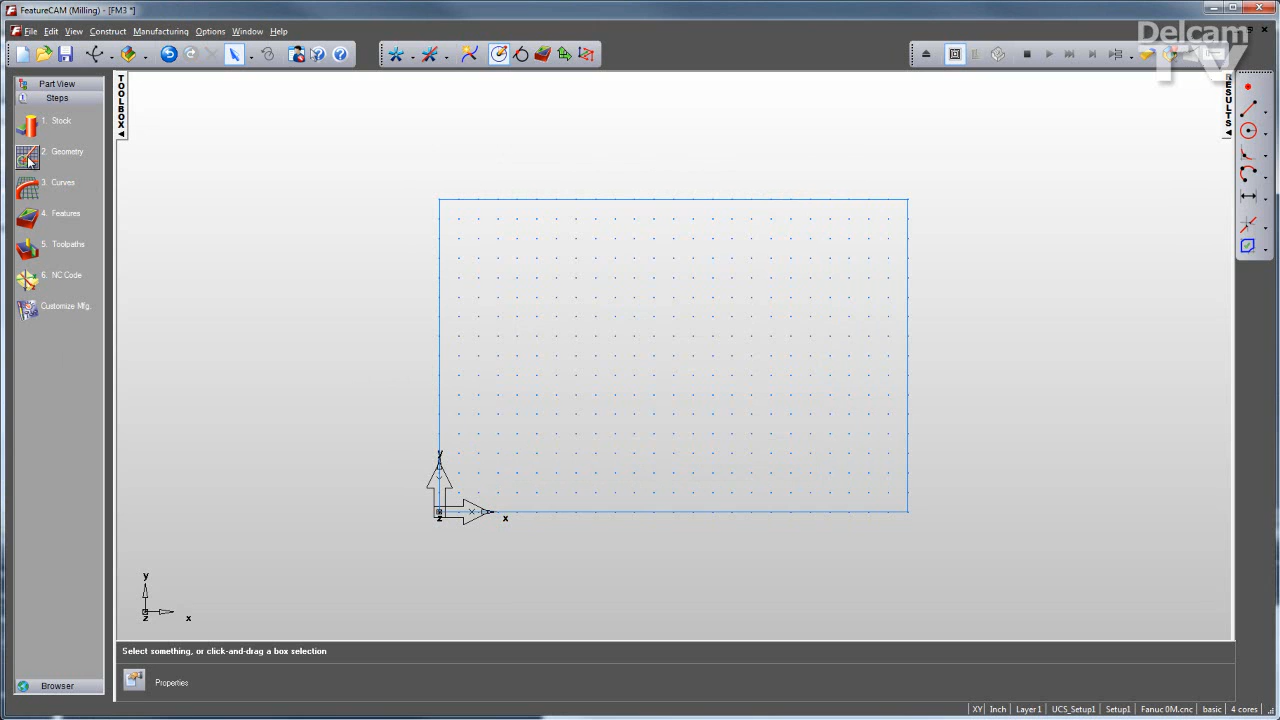 FeatureCAM (Milling) - [FM3 *]
File Edit View Construct Manufacturing Options Window Help
Delcam
TV
Part View
Steps
1. Stock
2. Geometry
3. Curves
4. Features
5. Toolpaths
6. NC Code
Customize Mfg.
Browser
TOOLBOX
RESULTS
y
z
x
y
z
x
Select something, or click-and-drag a box selection
Properties
XY Inch Layer1 UCS_Setup1 Setup1 Fanuc 0M.cnc basic 4 cores